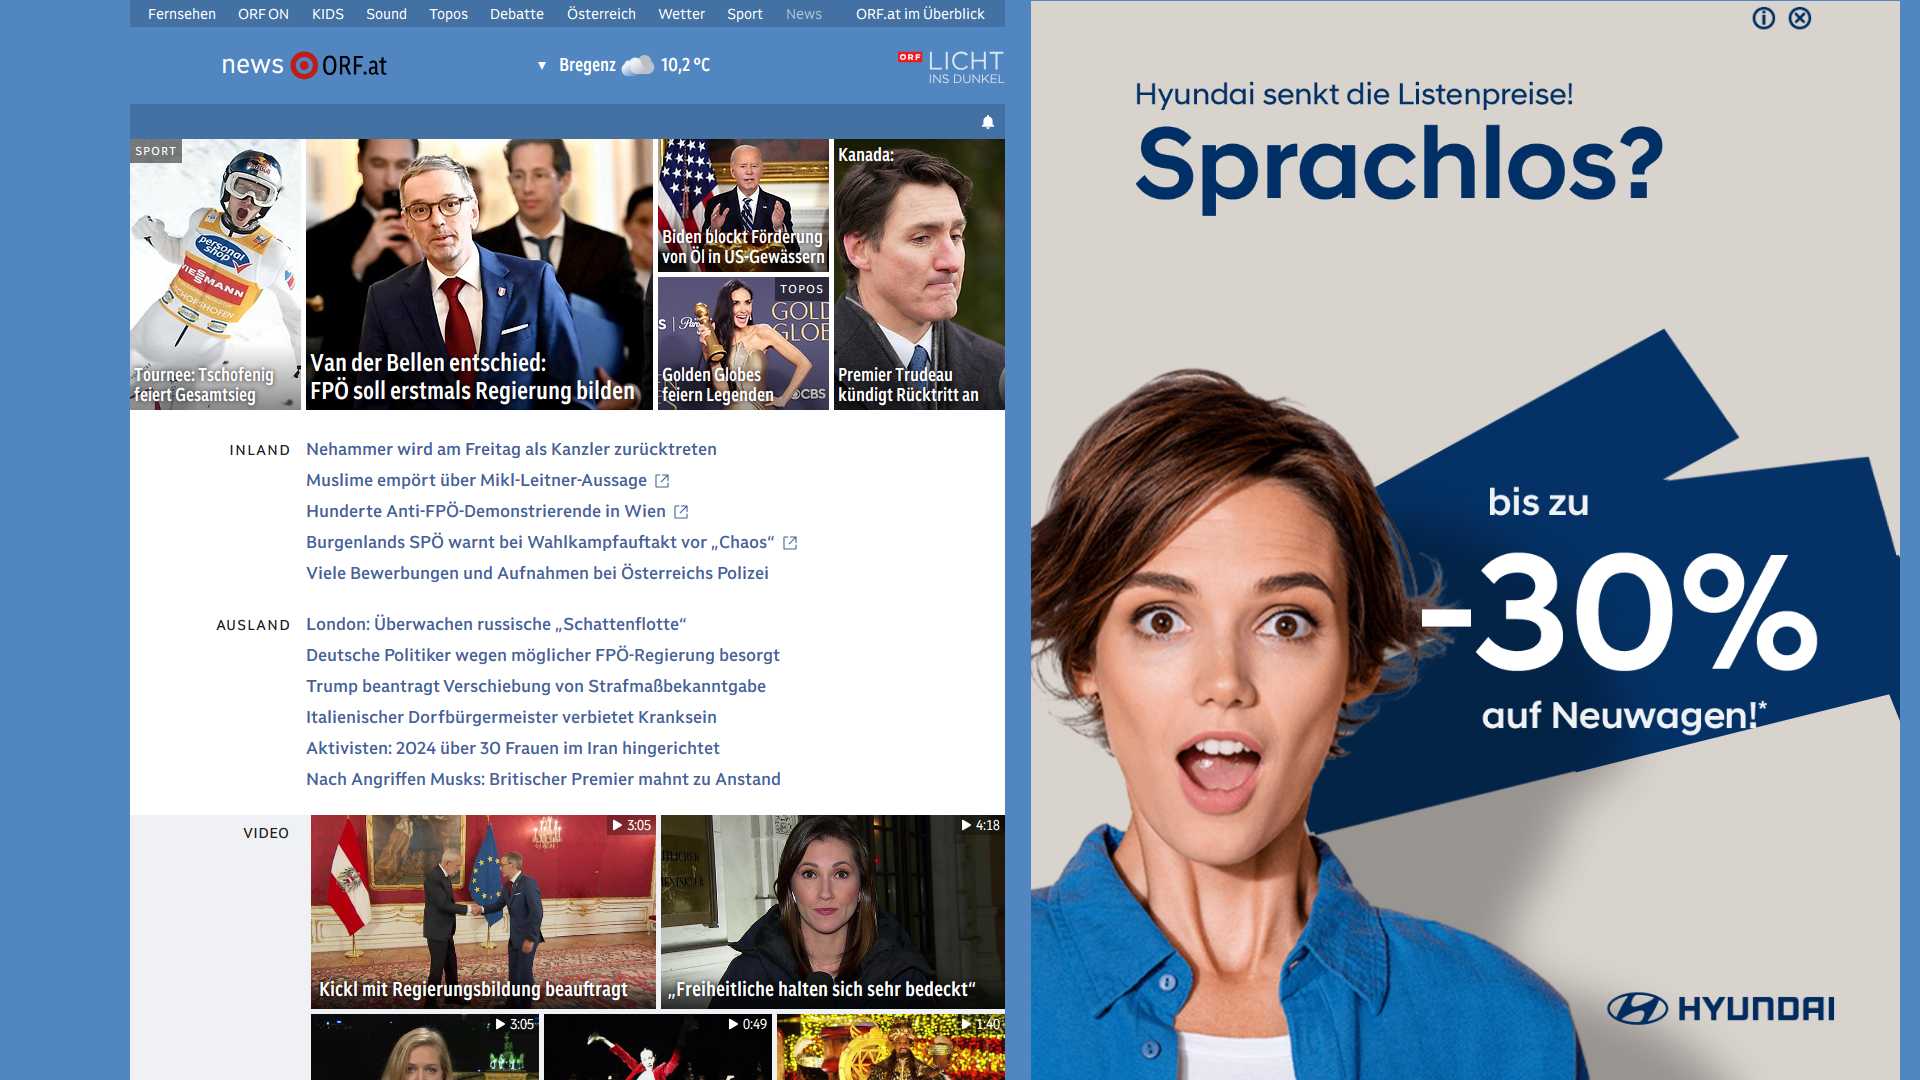 Fernsehen ORF ON KIDS Sound Topos Debatte Österreich Wetter Sport News ORF.at im Überblick
news ORF.at
Bregenz 10,2 °C
ORF LICHT
INS DUNKEL
SPORT
personal
shop
VIESSMANN
BISCHOFSHOFEN
Tournee: Tschofenig
feiert Gesamtsieg
Van der Bellen entschied:
FPÖ soll erstmals Regierung bilden
Biden blockt Förderung
von Öl in US-Gewässern
TOPOS
GOLD
GLOB
CBS
Golden Globes
feiern Legenden
Kanada:
Premier Trudeau
kündigt Rücktritt an
INLAND
Nehammer wird am Freitag als Kanzler zurücktreten
Muslime empört über Mikl-Leitner-Aussage
Hunderte Anti-FPÖ-Demonstrierende in Wien
Burgenlands SPÖ warnt bei Wahlkampfauftakt vor „Chaos“
Viele Bewerbungen und Aufnahmen bei Österreichs Polizei
AUSLAND
London: Überwachen russische „Schattenflotte“
Deutsche Politiker wegen möglicher FPÖ-Regierung besorgt
Trump beantragt Verschiebung von Strafmaßbekanntgabe
Italienischer Dorfbürgermeister verbietet Kranksein
Aktivisten: 2024 über 30 Frauen im Iran hingerichtet
Nach Angriffen Musks: Britischer Premier mahnt zu Anstand
VIDEO
3:05
Kickl mit Regierungsbildung beauftragt
4:18
„Freiheitliche halten sich sehr bedeckt“
3:05
0:49
1:40
Hyundai senkt die Listenpreise!
Sprachlos?
bis zu
-30%
auf Neuwagen!*
HYUNDAI